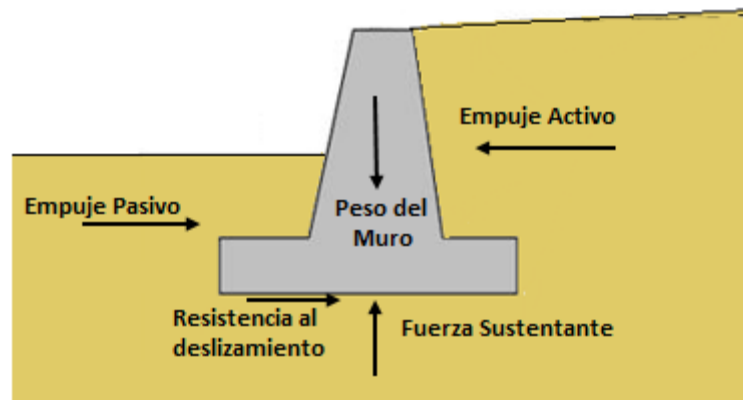 Empuje Activo
Empuje Pasivo
Peso del
Muro
Resistencia al
deslizamiento
Fuerza Sustentante